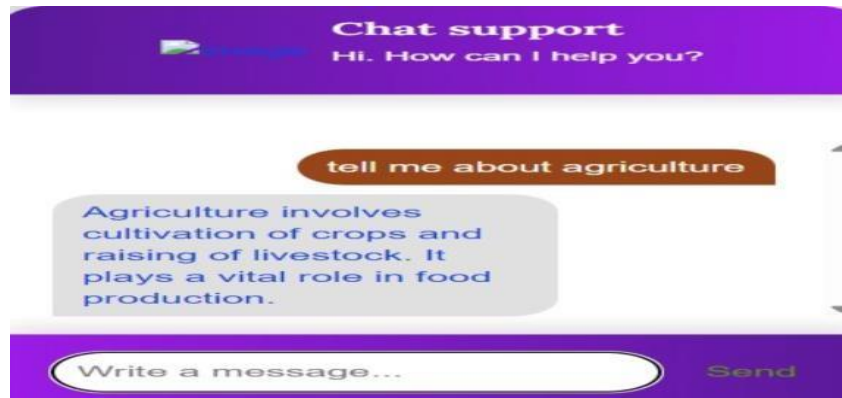 Chat support
Hi. How can I help you?
tell me about agriculture
Agriculture involves
cultivation of crops and
raising of livestock. It
plays a vital role in food
production.
Write a message...
Send